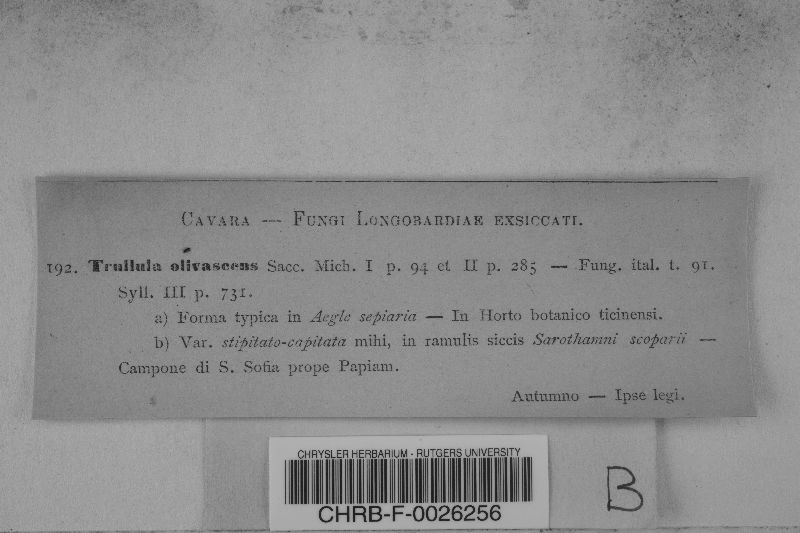 CAVARA — FUNGI LONGOBARDIAE EXSICCATI.
192. Trullula olivascens Sacc. Mich. I p. 94 et II p. 285 — Fung. ital. t. 91.
Syll. III p. 731.
a) Forma typica in Aegle sepiaria — In Horto botanico ticinensi.
b) Var. stipitato-capitata mihi, in ramulis siccis Sarothamni scoparii —
Campone di S. Sofia prope Papiam.
Autumno — Ipse legi.
CHRYSLER HERBARIUM - RUTGERS UNIVERSITY
CHRB-F-0026256
B